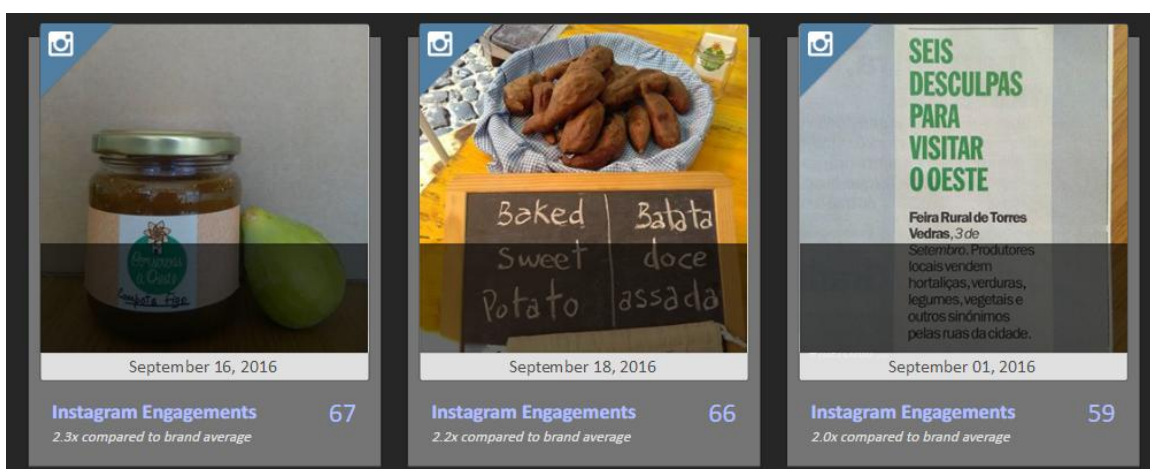 Compota Figo
September 16, 2016
Instagram Engagements 67
2.3x compared to brand average
Baked Batata
Sweet doce
Potato assada
September 18, 2016
Instagram Engagements 66
2.2x compared to brand average
SEIS
DESCULPAS
PARA
VISITAR
O OESTE
Feira Rural de Torres
Vedras, 3 de
Setembro. Produtores
locais vendem
hortaliças, verduras,
legumes, vegetais e
outros sinónimos
pelas ruas da cidade.
September 01, 2016
Instagram Engagements 59
2.0x compared to brand average